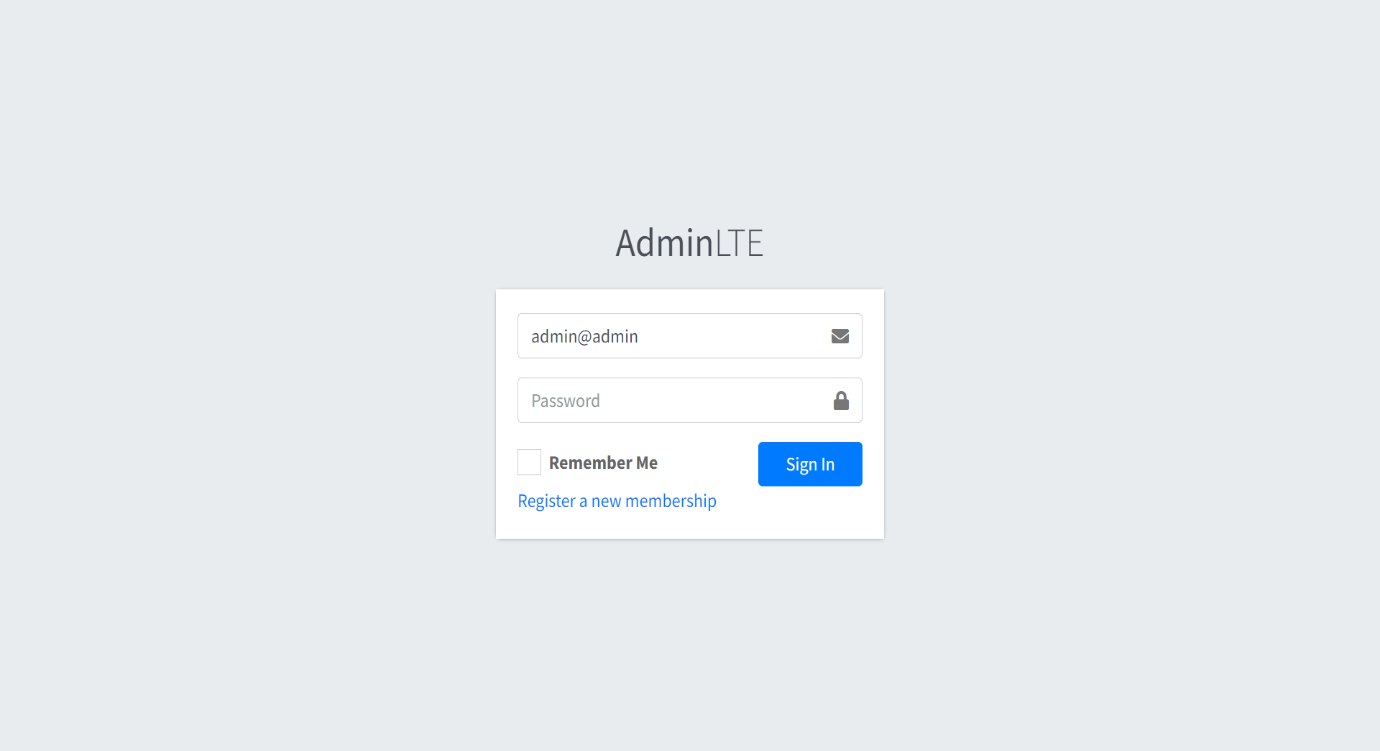 AdminLTE
admin@admin
Password
Remember Me
Sign In
Register a new membership